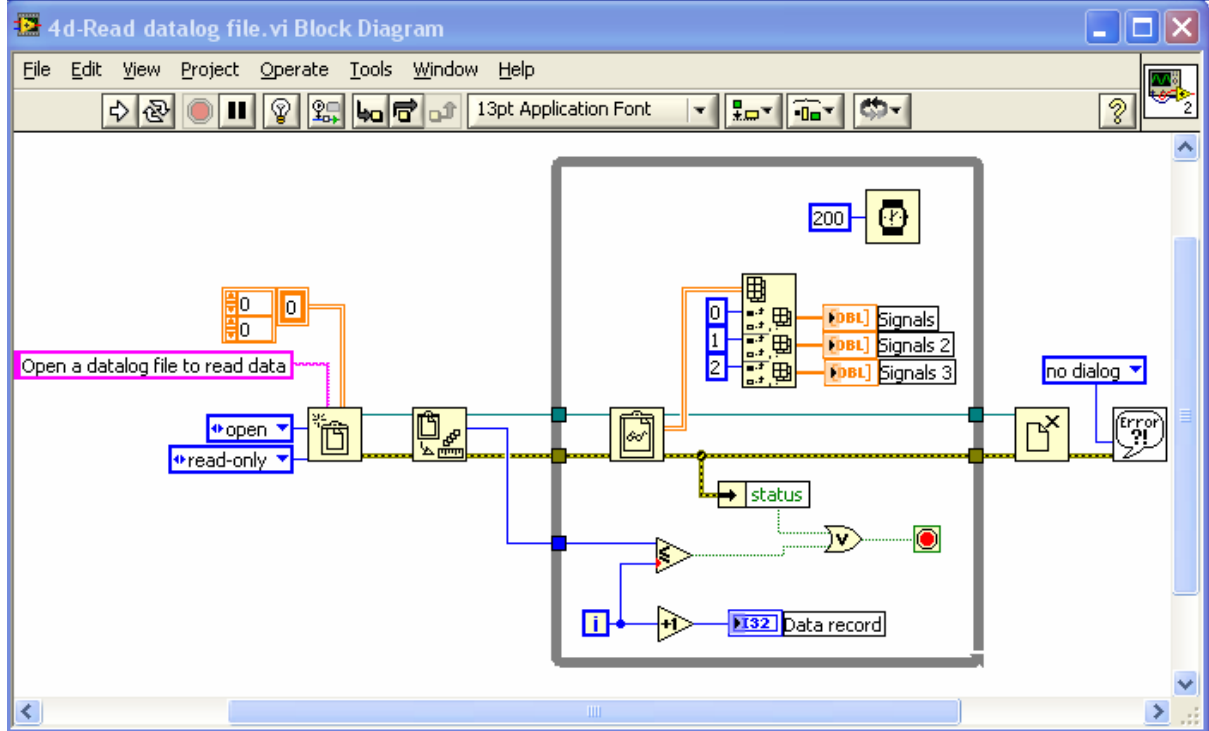 4d-Read datalog file.vi Block Diagram
File Edit View Project Operate Tools Window Help
13pt Application Font
2
200
0
0
0
0
Signals
DBL
1
Signals 2
DBL
2
Signals 3
DBL
Open a datalog file to read data
no dialog
open
read-only
Error
?!
status
V
≤
i
+1
I32
Data record